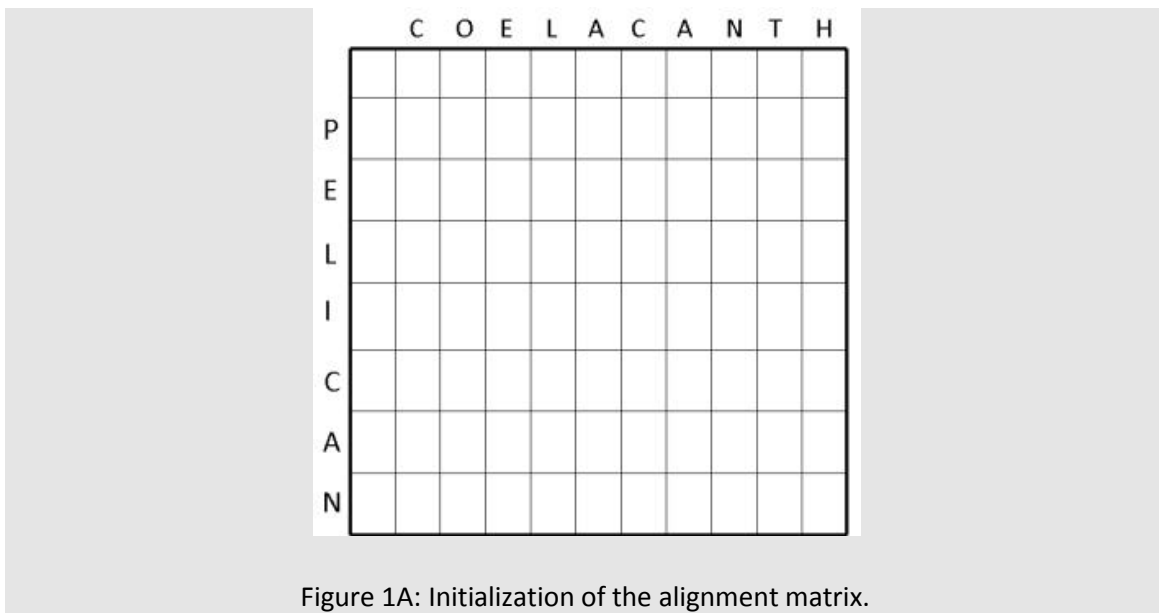 C O E L A C A N T H
P
E
L
I
C
A
N
Figure 1A: Initialization of the alignment matrix.